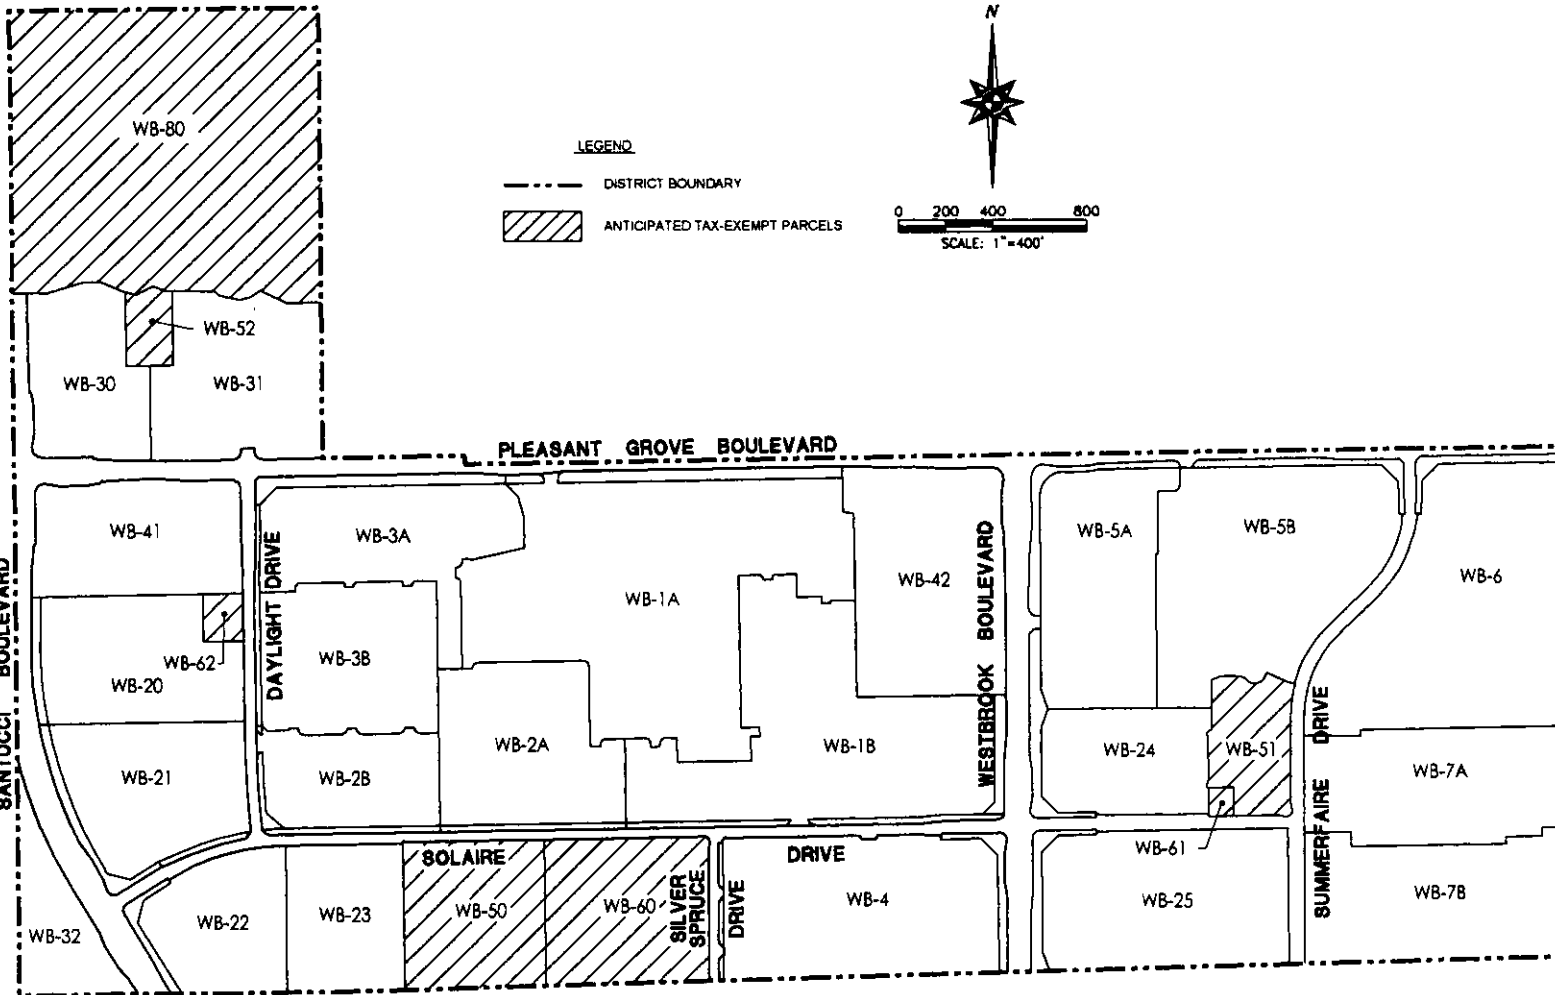 N
WB-80
LEGEND
DISTRICT BOUNDARY
ANTICIPATED TAX-EXEMPT PARCELS
0 200 400 800
SCALE: 1"=400'
WB-52
WB-30
WB-31
PLEASANT GROVE BOULEVARD
WB-41
DAYLIGHT DRIVE
WB-3A
WB-1A
WB-42
WESTBROOK BOULEVARD
WB-5A
WB-5B
WB-6
SANTUCCI BOULEVARD
WB-62
WB-20
WB-3B
WB-21
WB-2B
WB-2A
WB-1B
WB-24
WB-51
SUMMERFAIRE DRIVE
WB-7A
WB-61
SOLAIRE DRIVE
WB-32
WB-22
WB-23
WB-50
WB-60
SILVER SPRUCE DRIVE
WB-4
WB-25
WB-7B